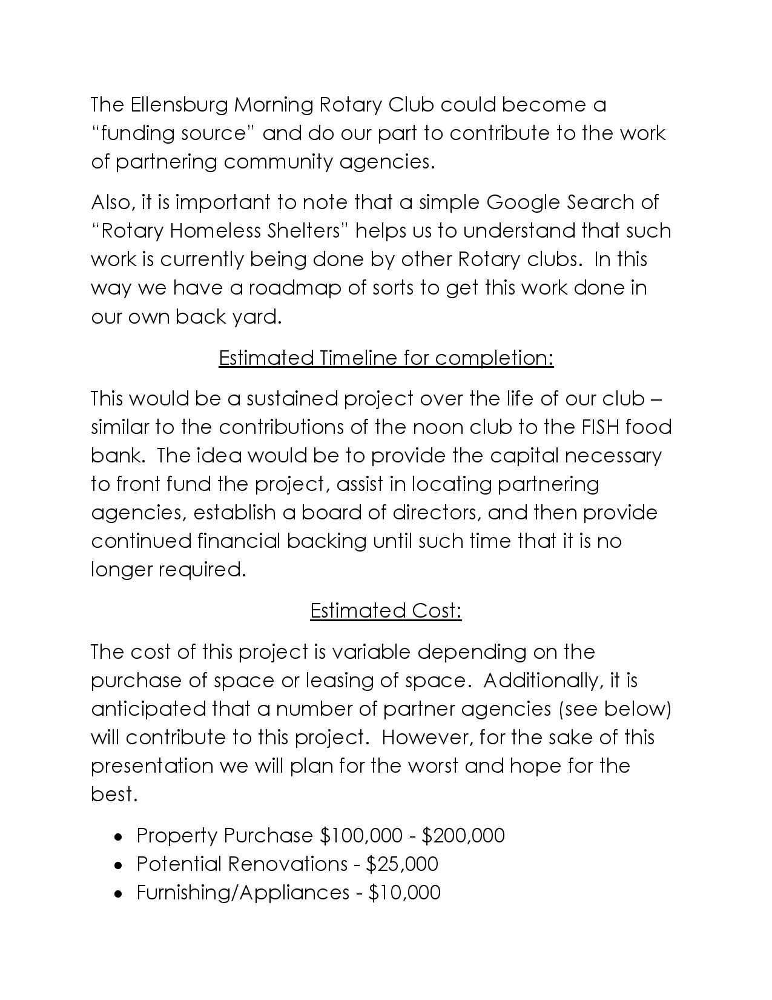 The Ellensburg Morning Rotary Club could become a
“funding source” and do our part to contribute to the work
of partnering community agencies.
Also, it is important to note that a simple Google Search of
“Rotary Homeless Shelters” helps us to understand that such
work is currently being done by other Rotary clubs.  In this
way we have a roadmap of sorts to get this work done in
our own back yard.
Estimated Timeline for completion:
This would be a sustained project over the life of our club –
similar to the contributions of the noon club to the FISH food
bank.  The idea would be to provide the capital necessary
to front fund the project, assist in locating partnering
agencies, establish a board of directors, and then provide
continued financial backing until such time that it is no
longer required.
Estimated Cost:
The cost of this project is variable depending on the
purchase of space or leasing of space.  Additionally, it is
anticipated that a number of partner agencies (see below)
will contribute to this project.  However, for the sake of this
presentation we will plan for the worst and hope for the
best.
• Property Purchase $100,000 - $200,000
• Potential Renovations - $25,000
• Furnishing/Appliances - $10,000